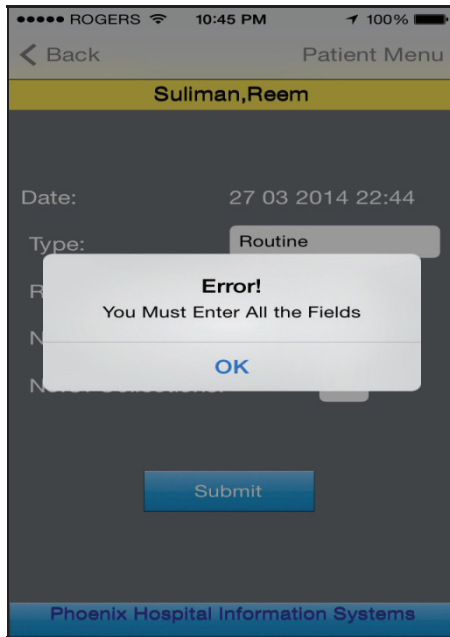 ROGERS 10:45 PM 100%
Back Patient Menu
Suliman,Reem
Date: 27 03 2014 22:44
Type: Routine
Error!
You Must Enter All the Fields
OK
Submit
Phoenix Hospital Information Systems